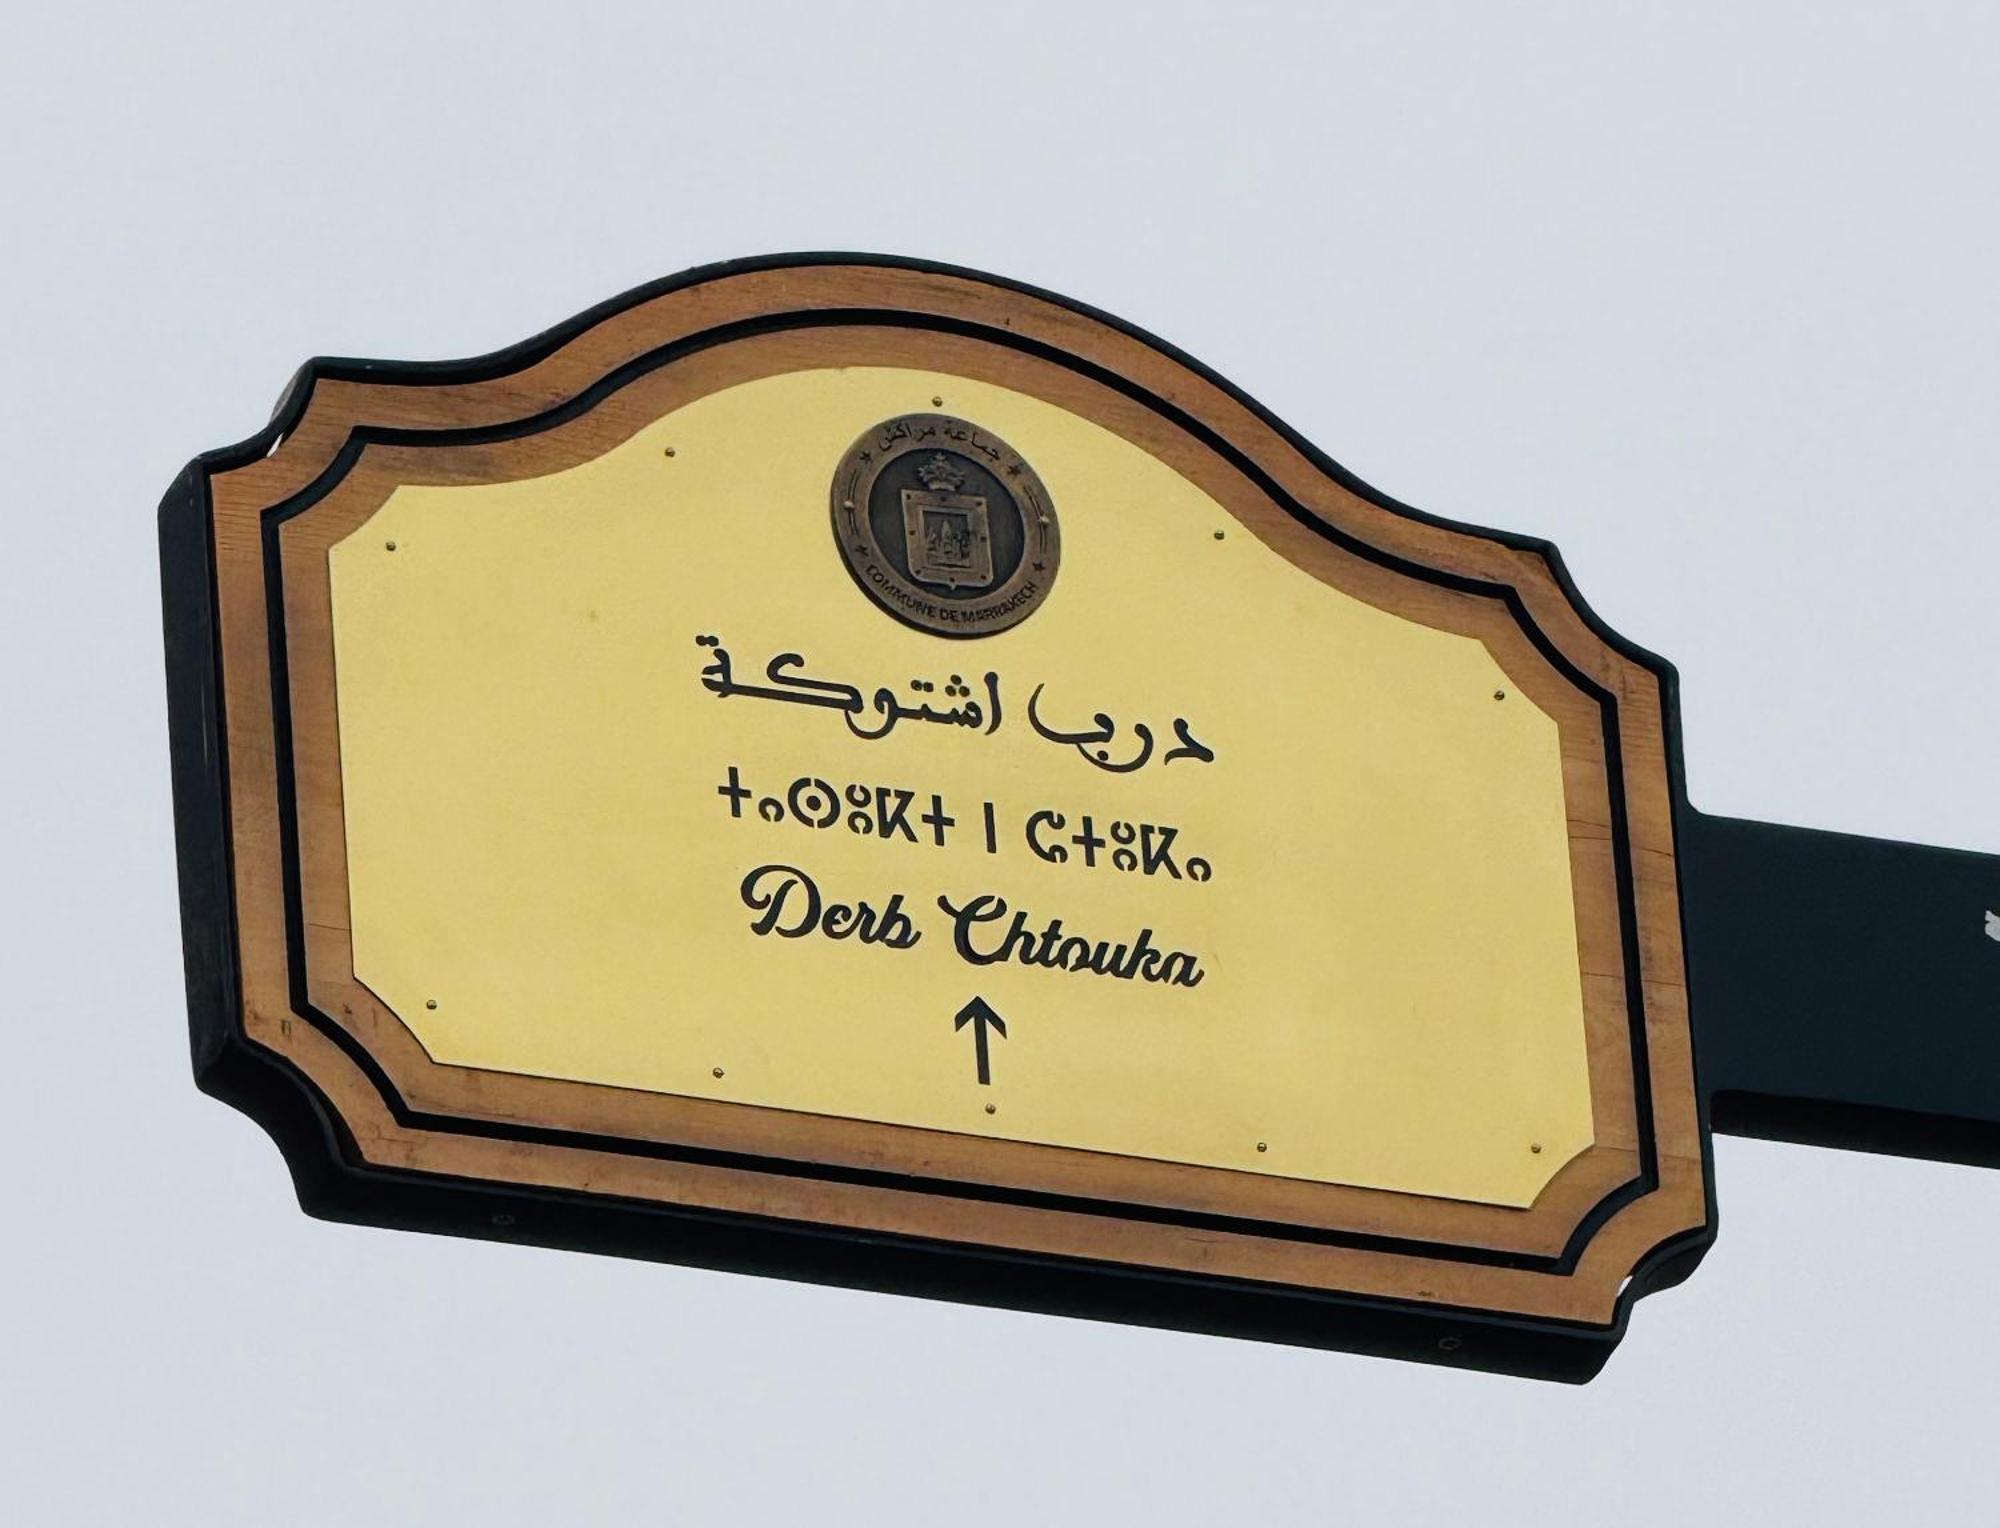 جماعة مراكش
COMMUNE DE MARRAKECH
درب اشتوكة
ⵜⴰⵙⵓⴽⵜ ⵏ ⵛⵜⵓⴽⴰ
Derb Chtouka